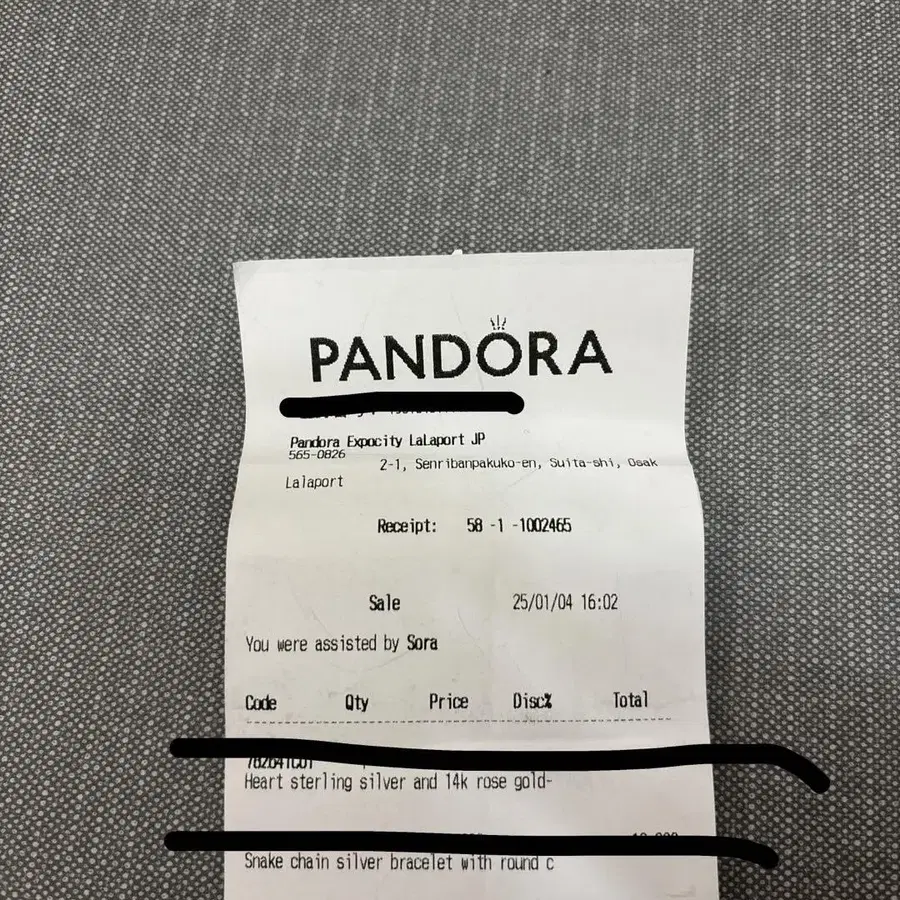 PANDORA
Pandora Expocity LaLaport JP
565-0826
2-1, Senribanpakuko-en, Suita-shi, Osak
Lalaport
Receipt: 58 -1 -1002465
Sale 25/01/04 16:02
You were assisted by Sora
Code Qty Price Disc% Total
Heart sterling silver and 14k rose gold-
Snake chain silver bracelet with round c